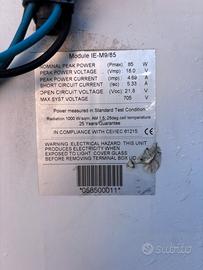 Module IE-M9/85
NOMINAL PEAK POWER (Pmax) 85 W
PEAK POWER VOLTAGE (Vmp) 18.0 V
PEAK POWER CURRENT (Imp) 4.69 A
SHORT CIRCUIT CURRENT (Isc) 5.33 A
OPEN CIRCUIT VOLTAGE (Voc) 21.8 V
MAX SYST VOLTAGE 705 V
Power measured in Standard Test Condition
Radiation 1000 W/sqm, AM 1.5, 25deg cell temperature
25 Years Guarantee
IN COMPLIANCE WITH CEI/IEC 61215
WARNING ELECTRICAL HAZARD. THIS UNIT
PRODUCES ELECTRICITY WHEN
EXPOSED TO LIGHT. COVER GLASS
BEFORE REMOVING TERMINAL BOX LID
*058500011*
subito